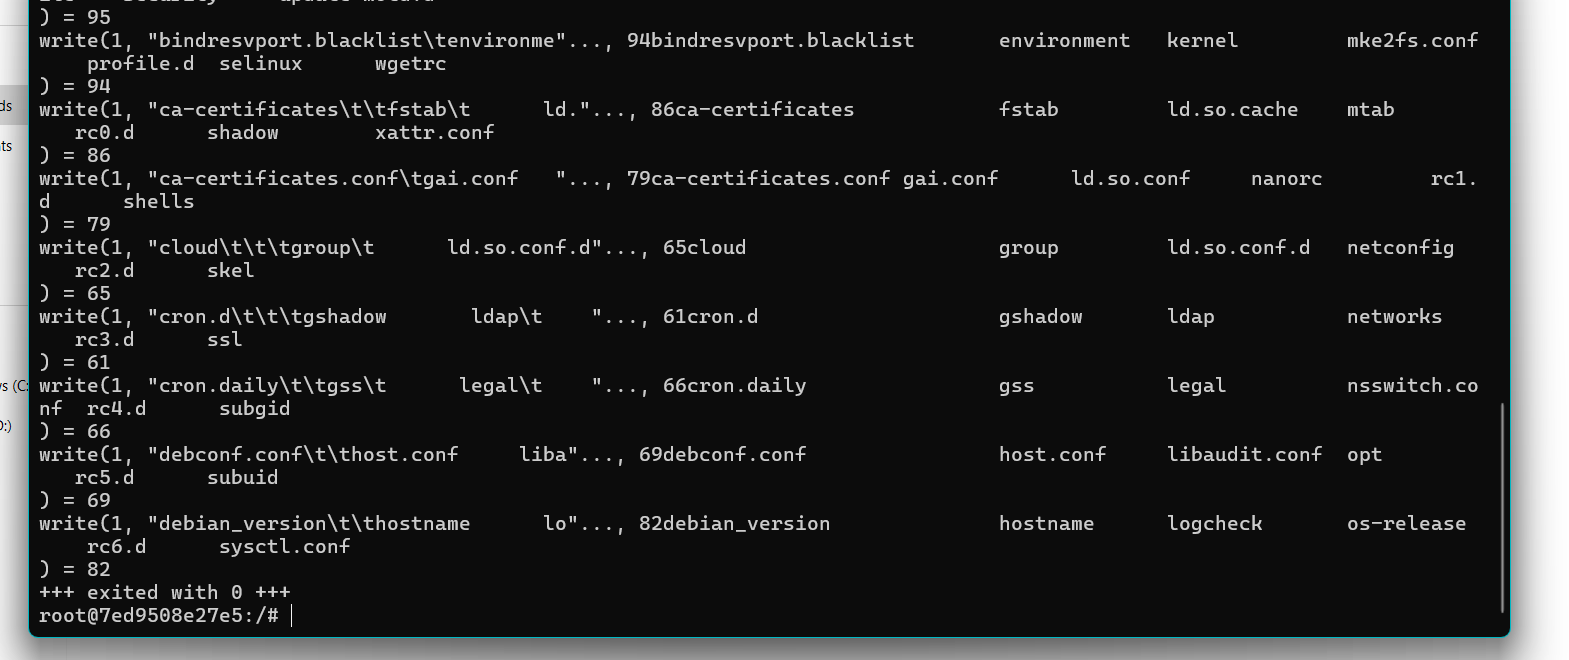 ) = 95
write(1, "bindresvport.blacklist\tenvironme"..., 94bindresvport.blacklist       environment   kernel         mke2fs.conf
    profile.d  selinux      wgetrc
) = 94
write(1, "ca-certificates\t\tfstab\t      ld."..., 86ca-certificates            fstab         ld.so.cache    mtab
   rc0.d      shadow        xattr.conf
) = 86
write(1, "ca-certificates.conf\tgai.conf   "..., 79ca-certificates.conf gai.conf      ld.so.conf     nanorc         rc1.
d      shells
) = 79
write(1, "cloud\t\t\tgroup\t      ld.so.conf.d"..., 65cloud                     group         ld.so.conf.d   netconfig
   rc2.d      skel
) = 65
write(1, "cron.d\t\t\tgshadow       ldap\t    "..., 61cron.d                    gshadow       ldap           networks
   rc3.d      ssl
) = 61
write(1, "cron.daily\t\tgss\t      legal\t    "..., 66cron.daily                gss           legal          nsswitch.co
nf  rc4.d      subgid
) = 66
write(1, "debconf.conf\t\thost.conf     liba"..., 69debconf.conf                host.conf     libaudit.conf  opt
   rc5.d      subuid
) = 69
write(1, "debian_version\t\thostname      lo"..., 82debian_version              hostname      logcheck       os-release
    rc6.d      sysctl.conf
) = 82
+++ exited with 0 +++
root@7ed9508e27e5:/#
ds
ts
vs (C:
D:)